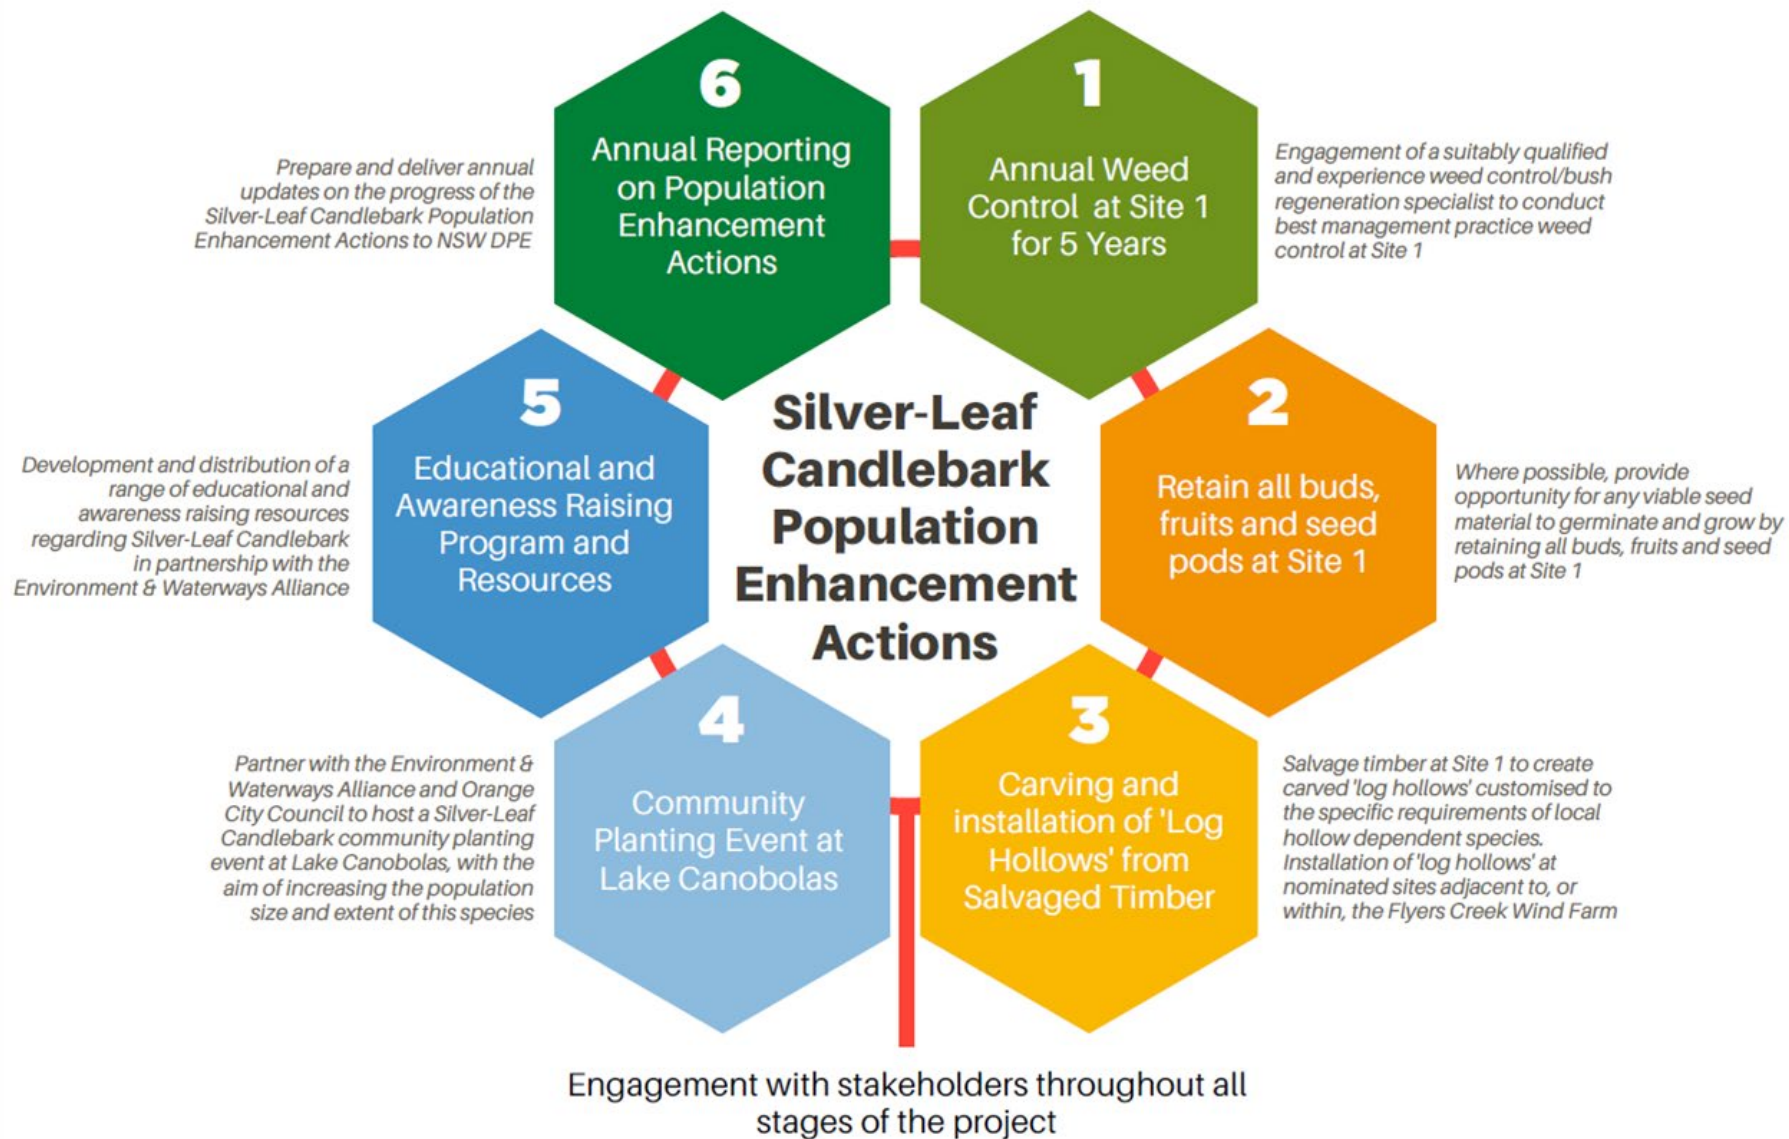 Silver-Leaf
Candlebark
Population
Enhancement
Actions
1
Annual Weed
Control at Site 1
for 5 Years
Engagement of a suitably qualified
and experience weed control/bush
regeneration specialist to conduct
best management practice weed
control at Site 1
2
Retain all buds,
fruits and seed
pods at Site 1
Where possible, provide
opportunity for any viable seed
material to germinate and grow by
retaining all buds, fruits and seed
pods at Site 1
3
Carving and
installation of 'Log
Hollows' from
Salvaged Timber
Salvage timber at Site 1 to create
carved 'log hollows' customised to
the specific requirements of local
hollow dependent species.
Installation of 'log hollows' at
nominated sites adjacent to, or
within, the Flyers Creek Wind Farm
4
Community
Planting Event at
Lake Canobolas
Partner with the Environment &
Waterways Alliance and Orange
City Council to host a Silver-Leaf
Candlebark community planting
event at Lake Canobolas, with the
aim of increasing the population
size and extent of this species
5
Educational and
Awareness Raising
Program and
Resources
Development and distribution of a
range of educational and
awareness raising resources
regarding Silver-Leaf Candlebark
in partnership with the
Environment & Waterways Alliance
6
Annual Reporting
on Population
Enhancement
Actions
Prepare and deliver annual
updates on the progress of the
Silver-Leaf Candlebark Population
Enhancement Actions to NSW DPE
Engagement with stakeholders throughout all
stages of the project